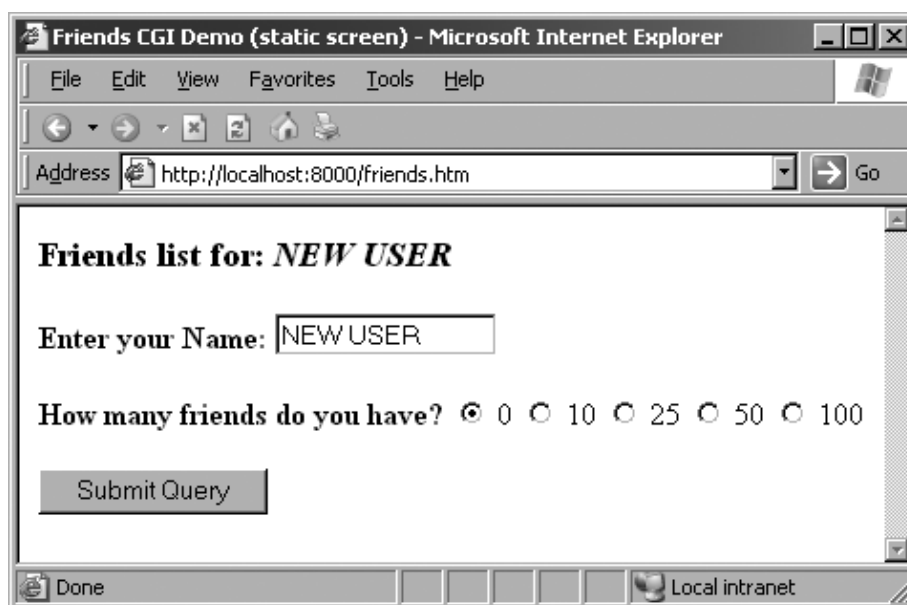 Friends CGI Demo (static screen) - Microsoft Internet Explorer
File Edit View Favorites Tools Help
Address http://localhost:8000/friends.htm Go
Friends list for: NEW USER
Enter your Name: NEW USER
How many friends do you have? 0 10 25 50 100
Submit Query
Done Local intranet